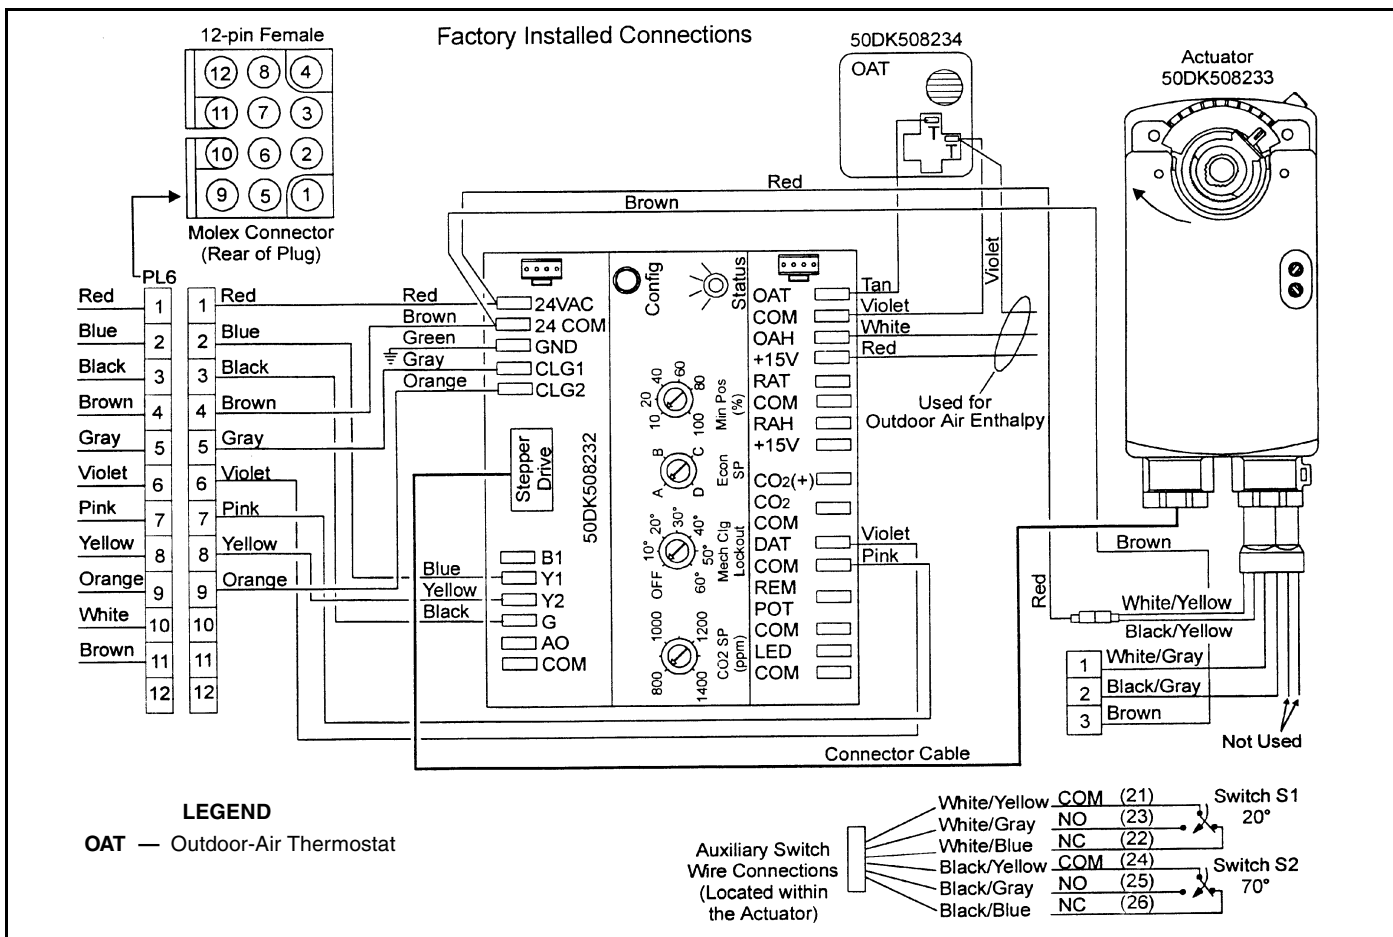 Factory Installed Connections
12-pin Female
12 8 4
11 7 3
10 6 2
9 5 1
Molex Connector
(Rear of Plug)
PL6
50DK508234
OAT
T
T
Actuator
50DK508233
Red
Brown
Violet
Red 1 1 Red Red
Blue 2 2 Blue
Black 3 3 Black
Brown 4 4 Brown
Gray 5 5 Gray
Violet 6 6 Violet
Pink 7 7 Pink
Yellow 8 8 Yellow
Orange 9 9 Orange
White 10 10
Brown 11 11
12 12
Brown
Green
Gray
Orange
24VAC
24 COM
GND
CLG1
CLG2
Stepper
Drive
50DK508232
Blue
Yellow
Black
B1
Y1
Y2
G
AO
COM
Config
Status
10 20 40 60 80 100
Min Pos
(%)
A B C D
Econ
SP
OFF 10° 20° 30° 40° 50° 60°
Mech Clg
Lockout
800 1000 1200 1400
CO2 SP
(ppm)
OAT
COM
OAH
+15V
RAT
COM
RAH
+15V
CO2(+)
CO2
COM
DAT
COM
REM
POT
COM
LED
COM
Tan
Violet
White
Red
Used for
Outdoor Air Enthalpy
Violet
Pink
Connector Cable
Brown
Red
White/Yellow
Black/Yellow
1 White/Gray
2 Black/Gray
3 Brown
Not Used
LEGEND
OAT — Outdoor-Air Thermostat
Auxiliary Switch
Wire Connections
(Located within
the Actuator)
White/Yellow COM (21)
White/Gray NO (23)
White/Blue NC (22)
Black/Yellow COM (24)
Black/Gray NO (25)
Black/Blue NC (26)
Switch S1
20°
Switch S2
70°